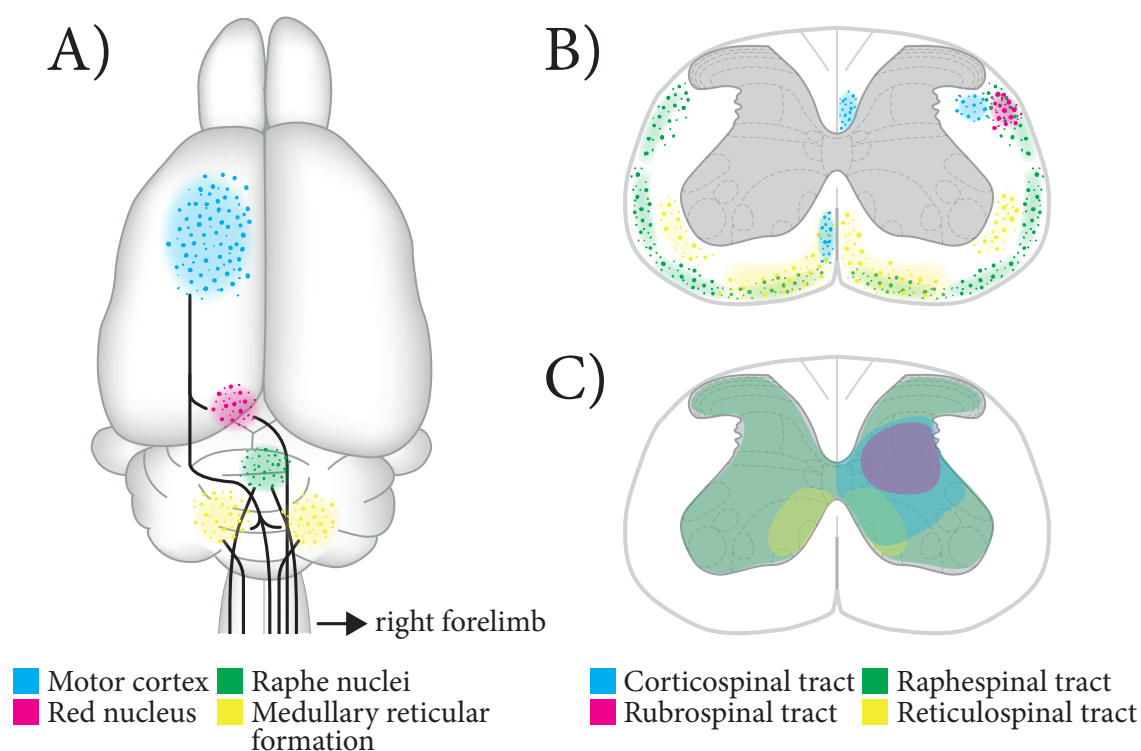 A)
B)
C)
right forelimb
Motor cortex
Raphe nuclei
Red nucleus
Medullary reticular
formation
Corticospinal tract
Raphespinal tract
Rubrospinal tract
Reticulospinal tract